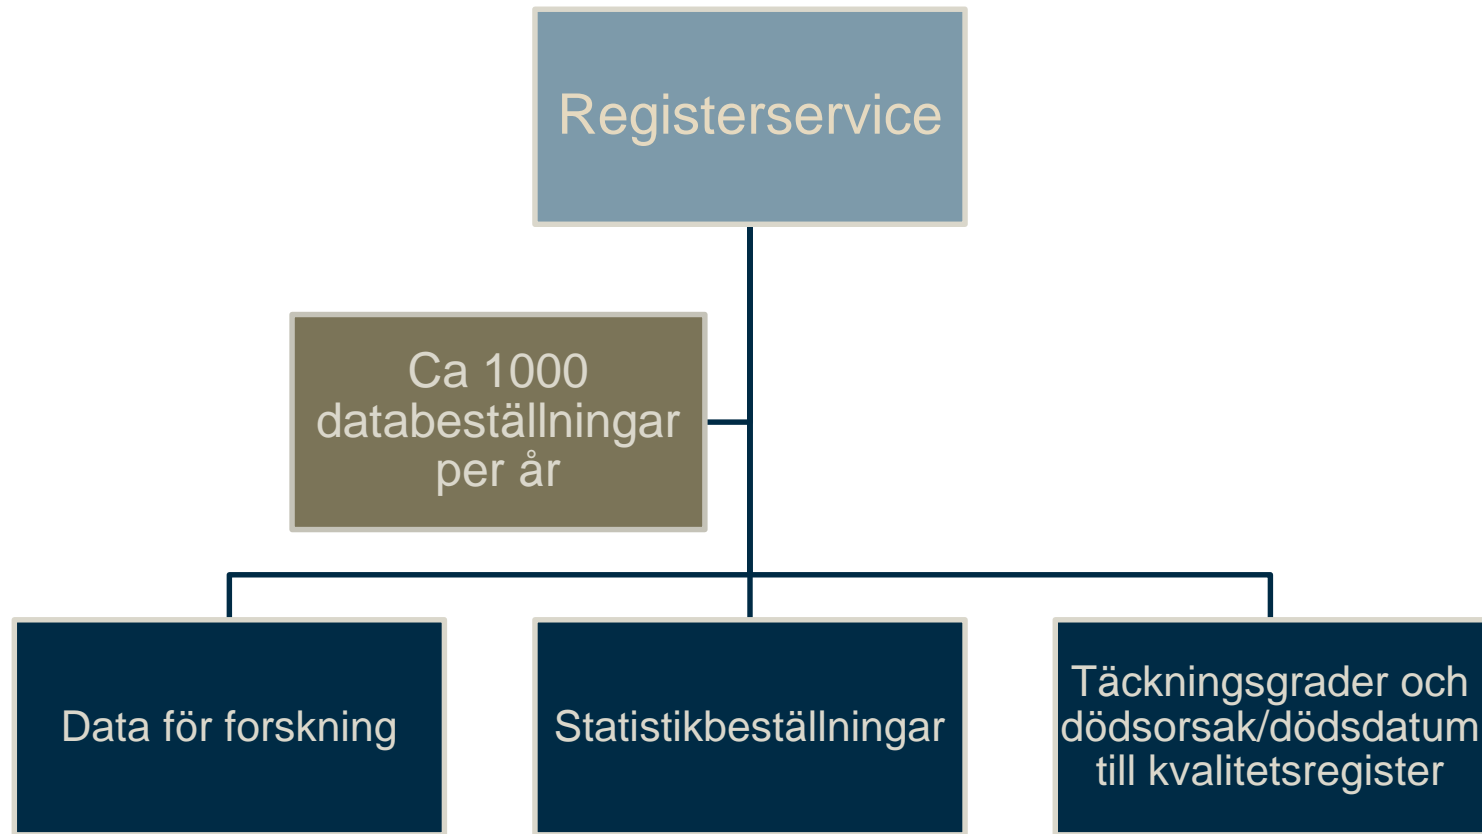 Registerservice
Ca 1000
databeställningar
per år
Data för forskning
Statistikbeställningar
Täckningsgrader och
dödsorsak/dödsdatum
till kvalitetsregister